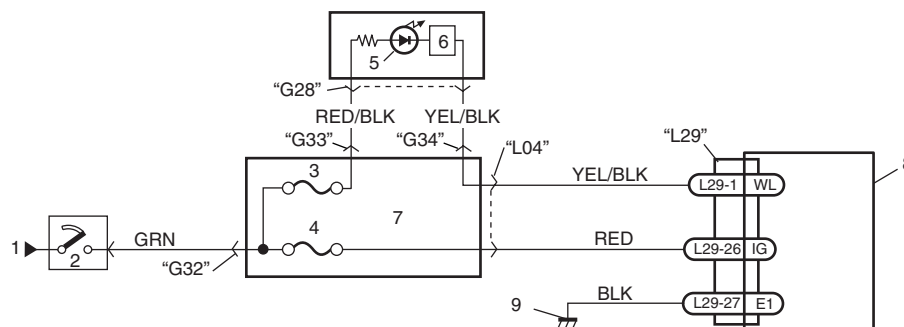 6
5
“G28”
RED/BLK YEL/BLK
“G33” “G34” “L04” “L29”
3 YEL/BLK L29-1 WL 8
4 7
1 2 GRN RED L29-26 IG
“G32”
9 BLK L29-27 E1